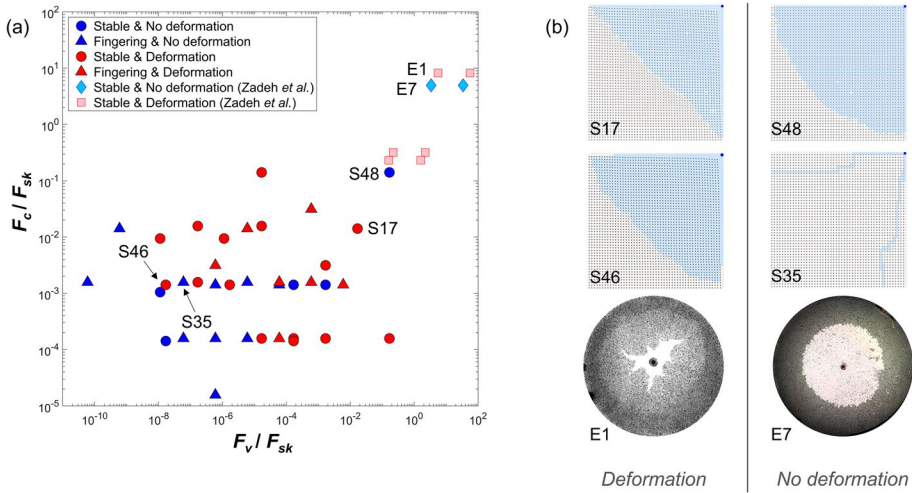 (a)
Stable & No deformation
Fingering & No deformation
Stable & Deformation
Fingering & Deformation
Stable & No deformation (Zadeh et al.)
Stable & Deformation (Zadeh et al.)
E1
E7
S48
S17
S46
S35
10^2
10^1
10^0
10^-1
10^-2
10^-3
10^-4
10^-5
F_c / F_sk
10^-10
10^-8
10^-6
10^-4
10^-2
10^0
10^2
F_v / F_sk
(b)
S17
S48
S46
S35
E1
E7
Deformation
No deformation